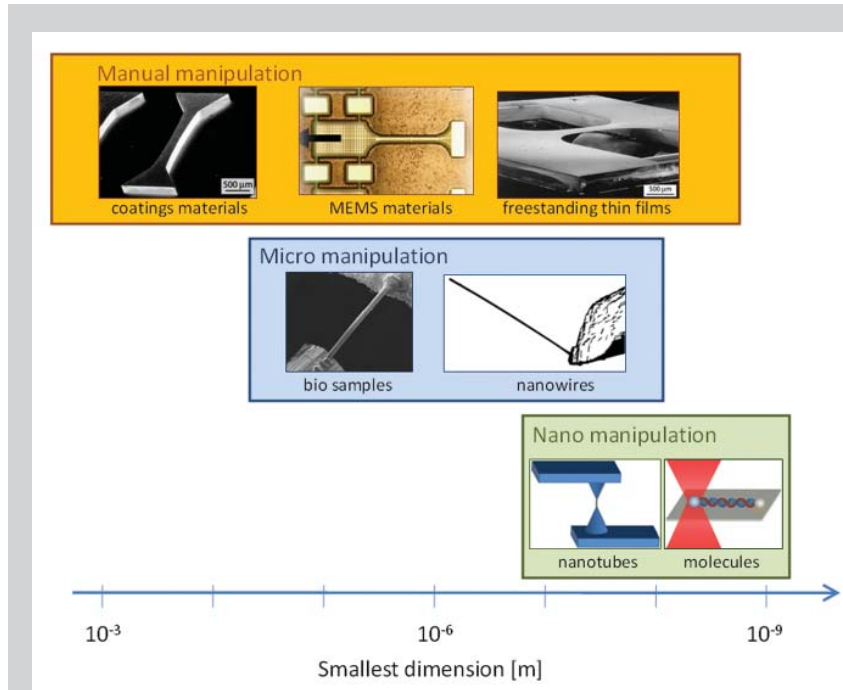 Manual manipulation
500 µm
500 µm
coatings materials MEMS materials freestanding thin films
Micro manipulation
bio samples nanowires
Nano manipulation
nanotubes molecules
10⁻³ 10⁻⁶ 10⁻⁹
Smallest dimension [m]